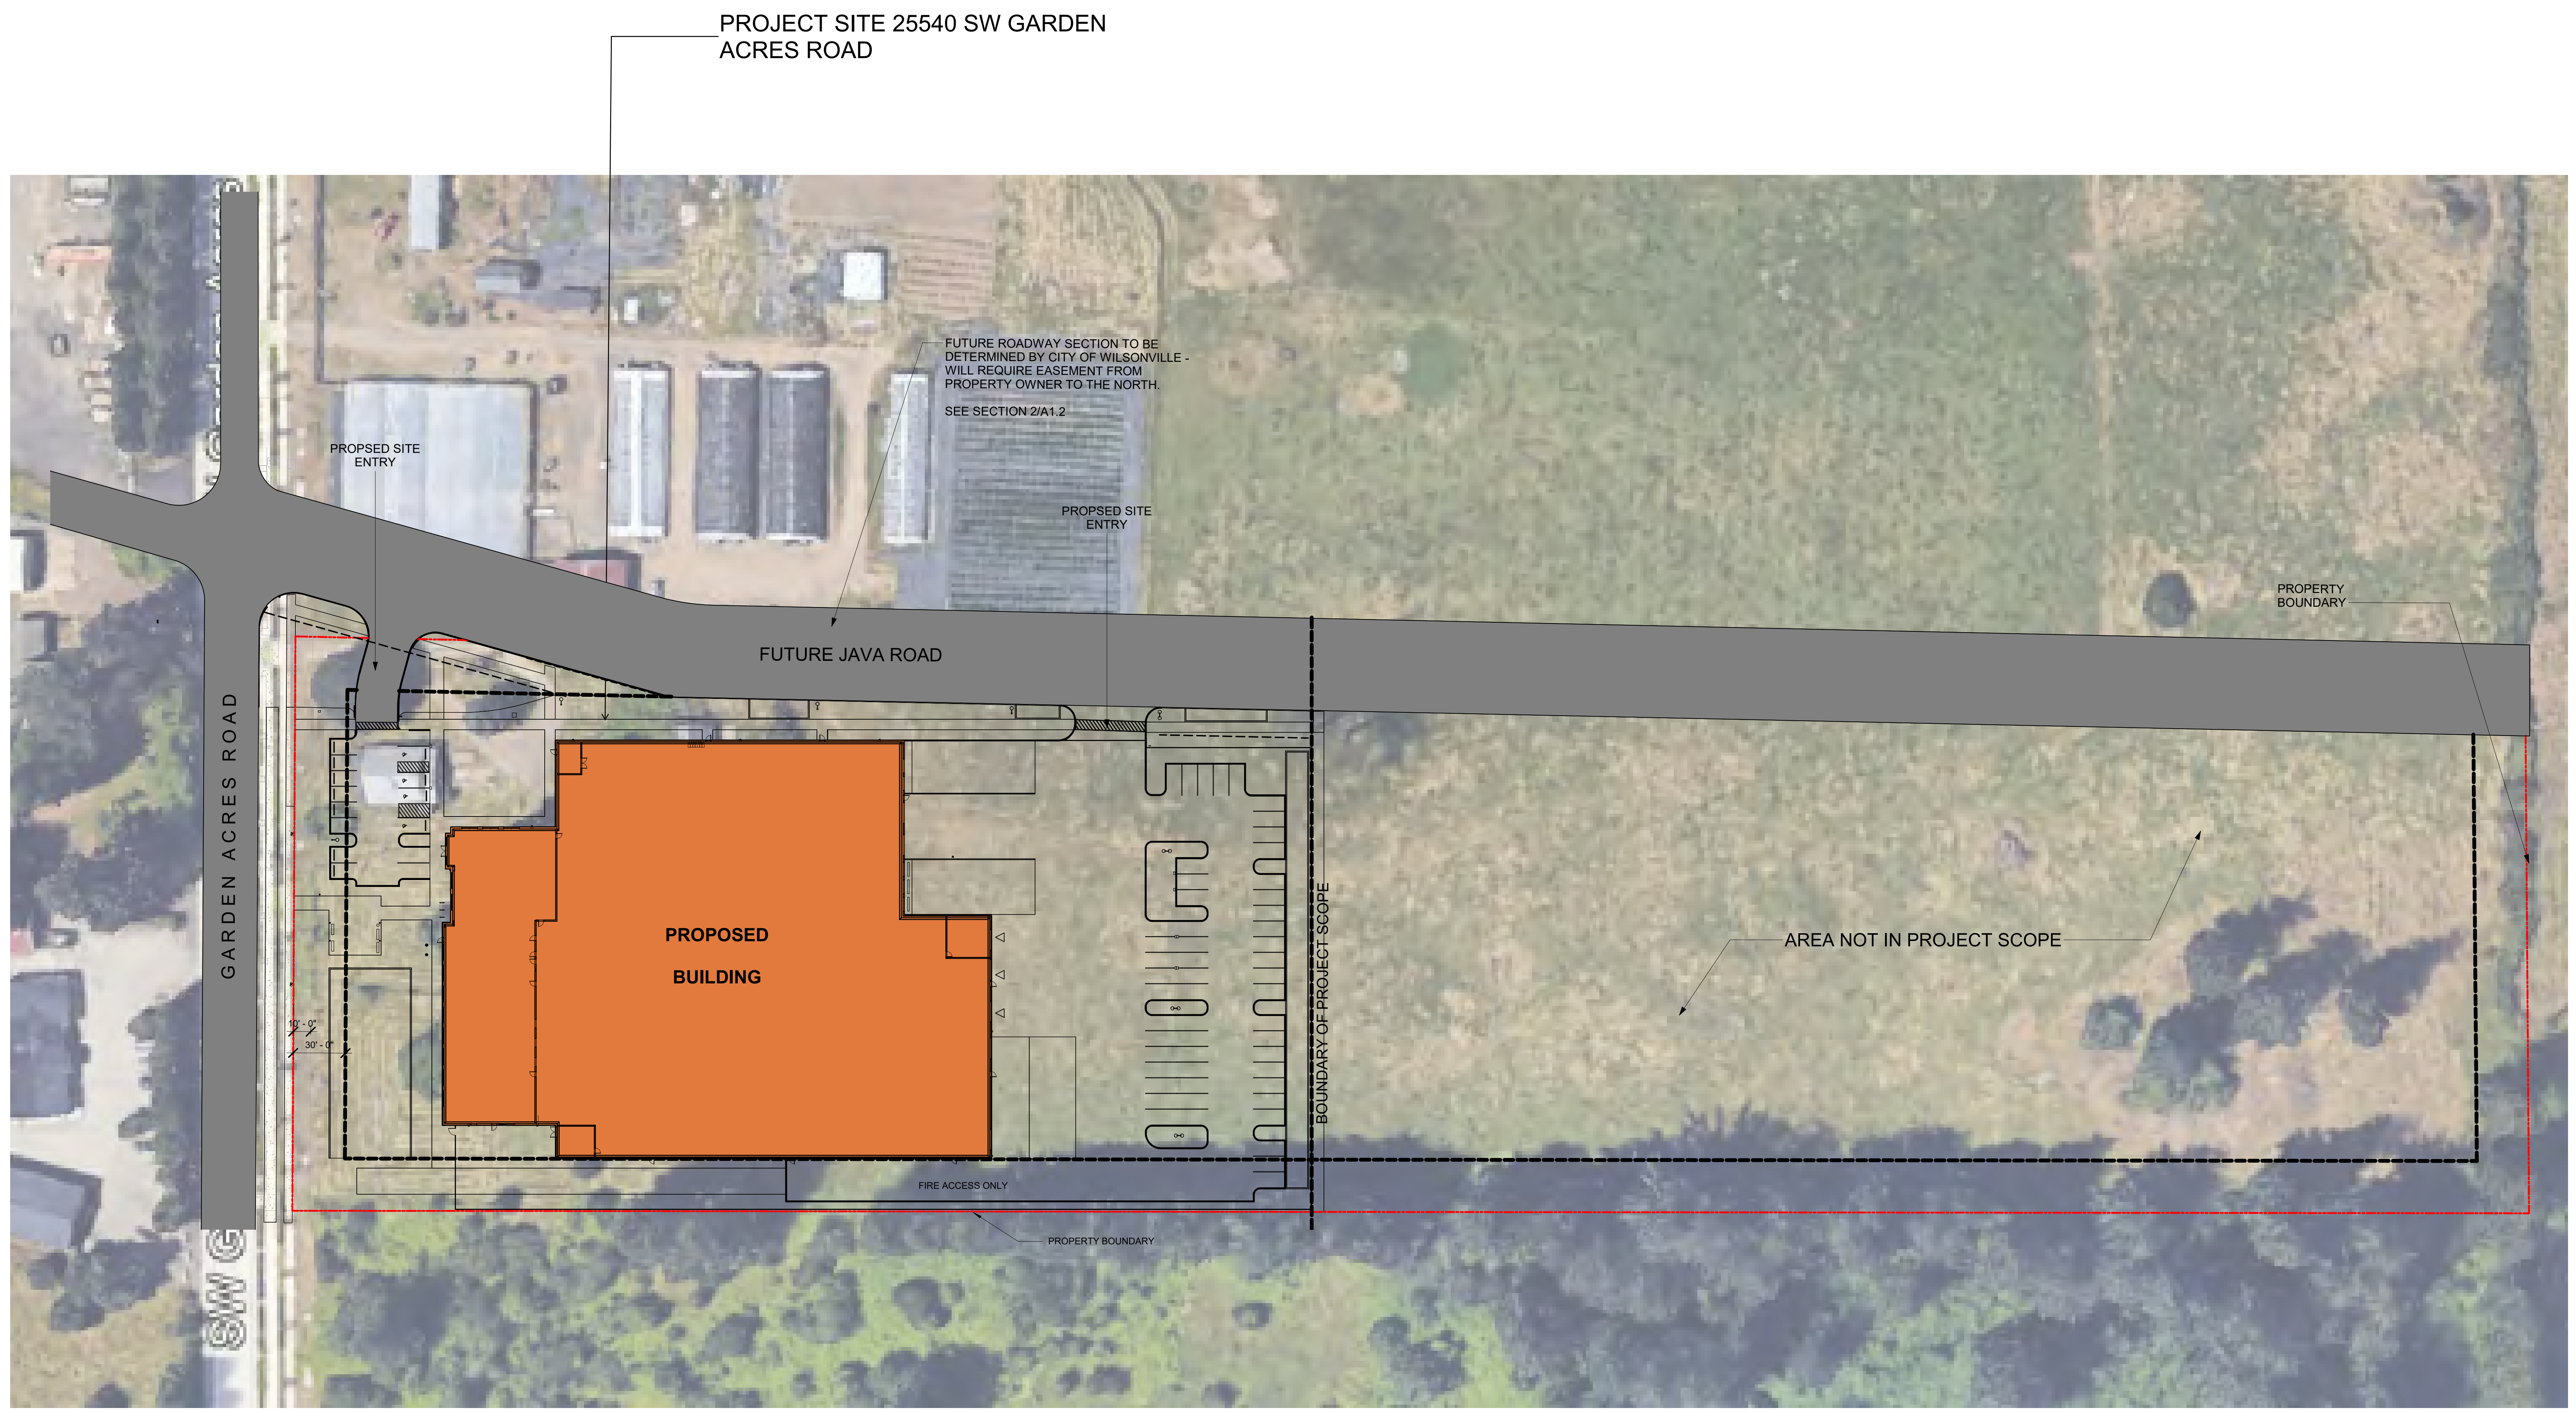 PROJECT SITE 25540 SW GARDEN
ACRES ROAD
FUTURE ROADWAY SECTION TO BE
DETERMINED BY CITY OF WILSONVILLE -
WILL REQUIRE EASEMENT FROM
PROPERTY OWNER TO THE NORTH.
SEE SECTION 2/A1.2
PROPSED SITE
ENTRY
PROPSED SITE
ENTRY
PROPERTY
BOUNDARY
FUTURE JAVA ROAD
GARDEN ACRES ROAD
PROPOSED
BUILDING
BOUNDARY OF PROJECT SCOPE
AREA NOT IN PROJECT SCOPE
10' - 0"
30' - 0"
FIRE ACCESS ONLY
PROPERTY BOUNDARY
SW G